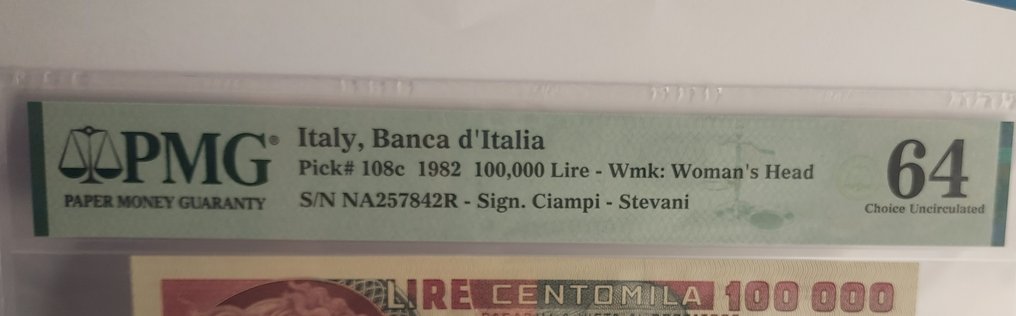 PMG®
PAPER MONEY GUARANTY
Italy, Banca d'Italia
Pick# 108c 1982 100,000 Lire - Wmk: Woman's Head
S/N NA257842R - Sign. Ciampi - Stevani
64
Choice Uncirculated
LIRE CENTOMILA 100 000